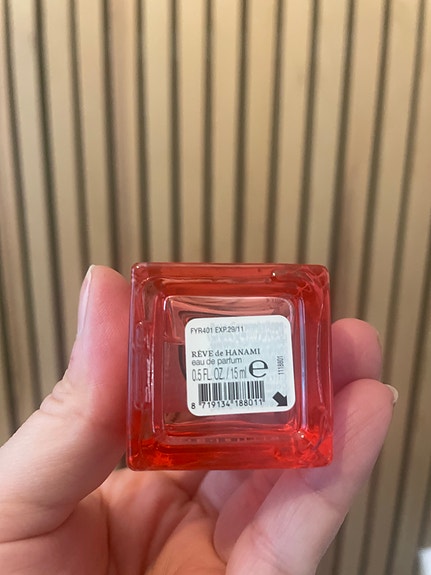 FYR401 EXP.29/11
RÊVE de HANAMI
eau de parfum
0.5 FL. OZ. / 15 ml e
1118601
8 719134 188011